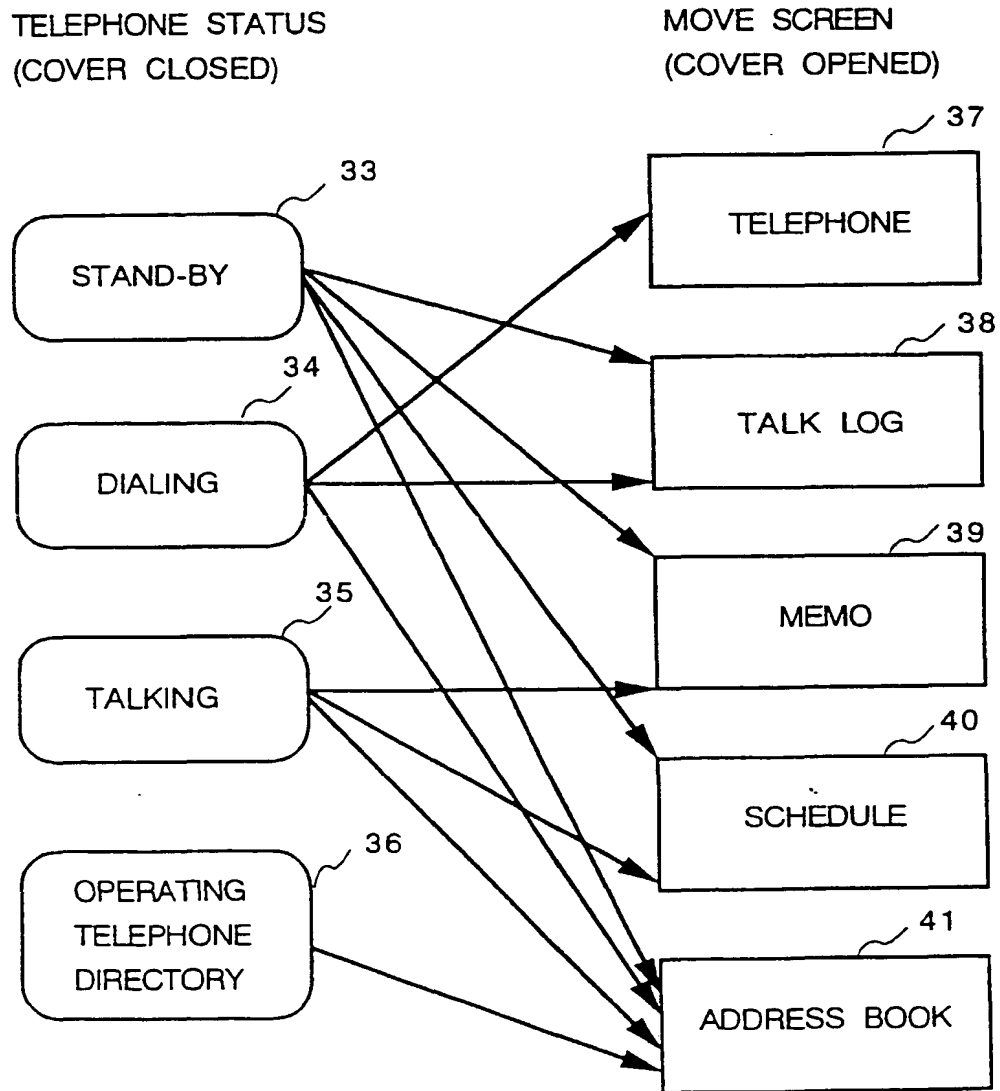 TELEPHONE STATUS
(COVER CLOSED)
MOVE SCREEN
(COVER OPENED)
33
STAND-BY
34
DIALING
35
TALKING
36
OPERATING
TELEPHONE
DIRECTORY
37
TELEPHONE
38
TALK LOG
39
MEMO
40
SCHEDULE
41
ADDRESS BOOK